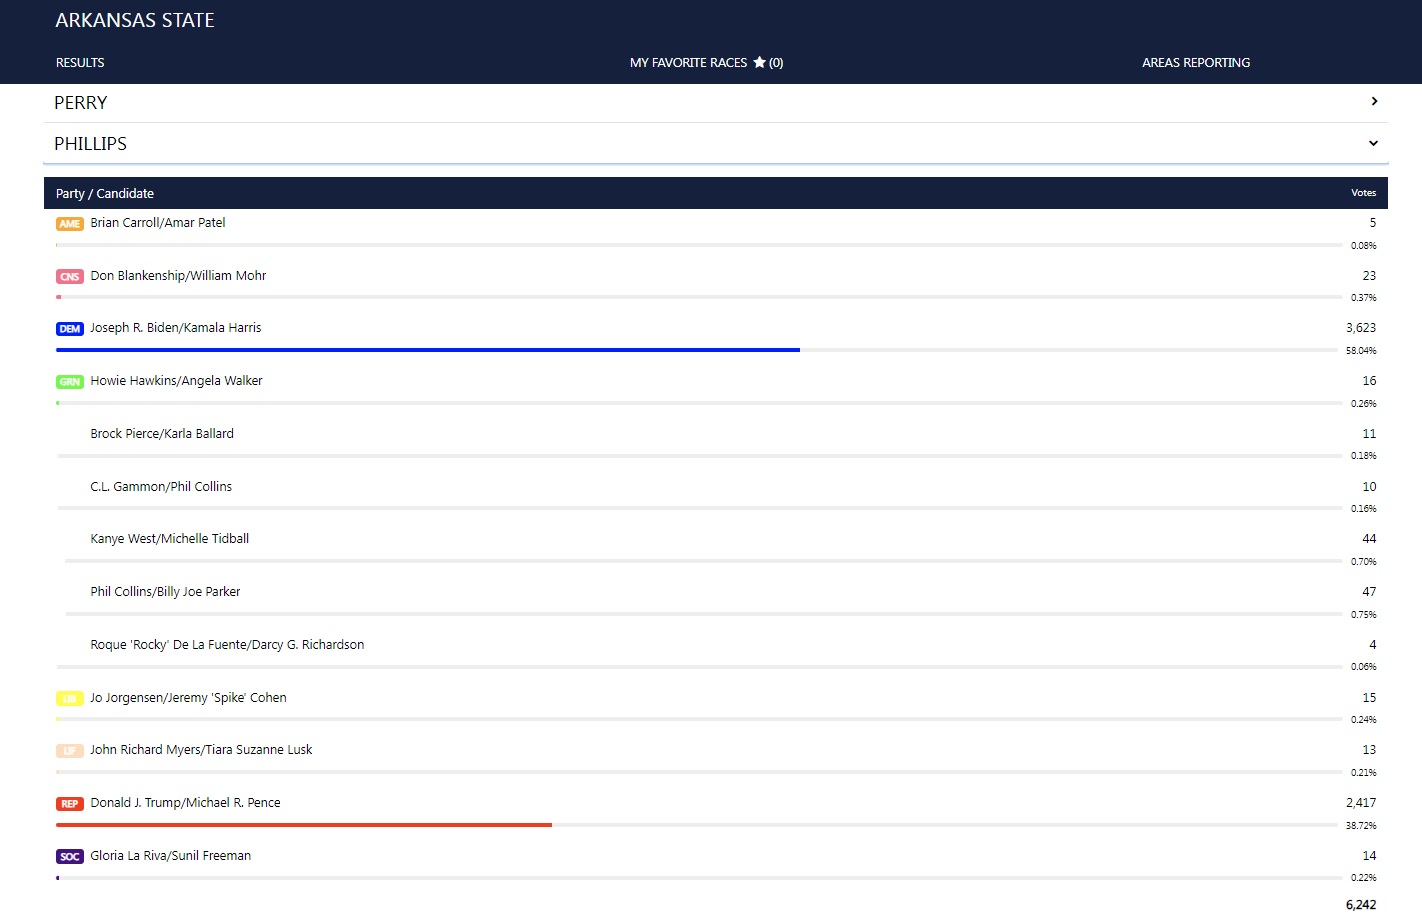 ARKANSAS STATE
RESULTS MY FAVORITE RACES ★ (0) AREAS REPORTING
PERRY
PHILLIPS
Party / Candidate Votes
AME Brian Carroll/Amar Patel 5
0.08%
CNS Don Blankenship/William Mohr 23
0.37%
DEM Joseph R. Biden/Kamala Harris 3,623
58.04%
GRN Howie Hawkins/Angela Walker 16
0.26%
Brock Pierce/Karla Ballard 11
0.18%
C.L. Gammon/Phil Collins 10
0.16%
Kanye West/Michelle Tidball 44
0.70%
Phil Collins/Billy Joe Parker 47
0.75%
Roque 'Rocky' De La Fuente/Darcy G. Richardson 4
0.06%
LIB Jo Jorgensen/Jeremy 'Spike' Cohen 15
0.24%
LIF John Richard Myers/Tiara Suzanne Lusk 13
0.21%
REP Donald J. Trump/Michael R. Pence 2,417
38.72%
SOC Gloria La Riva/Sunil Freeman 14
0.22%
6,242